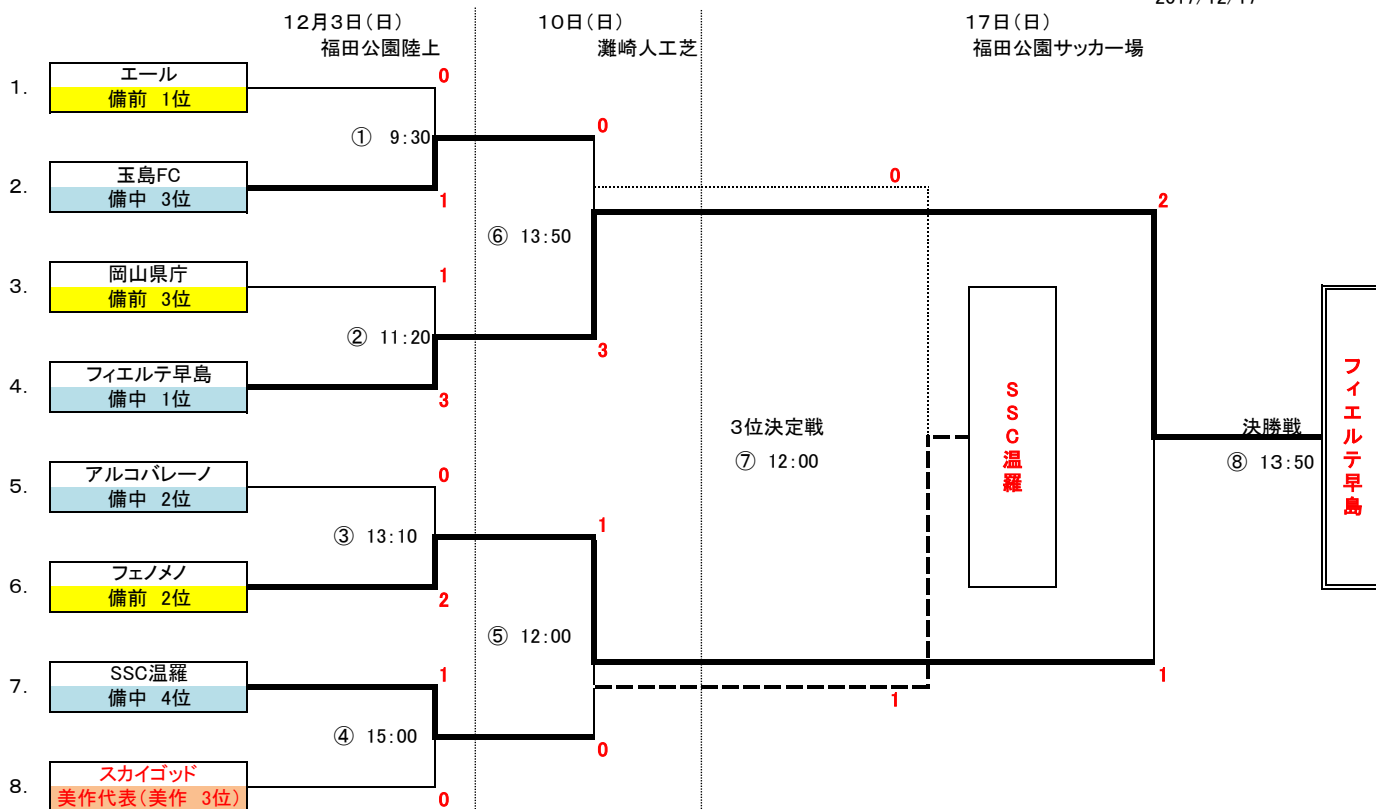 2017/12/17
12月3日(日)
10日(日)
17日(日)
福田公園陸上
灘崎人工芝
福田公園サッカー場
1.
エール
備前 1位
0
① 9:30
0
2.
玉島FC
備中 3位
1
⑥ 13:50
0
2
3.
岡山県庁
備前 3位
1
② 11:20
3
4.
フィエルテ早島
備中 1位
3
3位決定戦
⑦ 12:00
SSC温羅
決勝戦
⑧ 13:50
フィエルテ早島
5.
アルコバレーノ
備中 2位
0
③ 13:10
1
6.
フェノメノ
備前 2位
2
⑤ 12:00
7.
SSC温羅
備中 4位
1
1
1
④ 15:00
0
8.
スカイゴッド
美作代表(美作 3位)
0